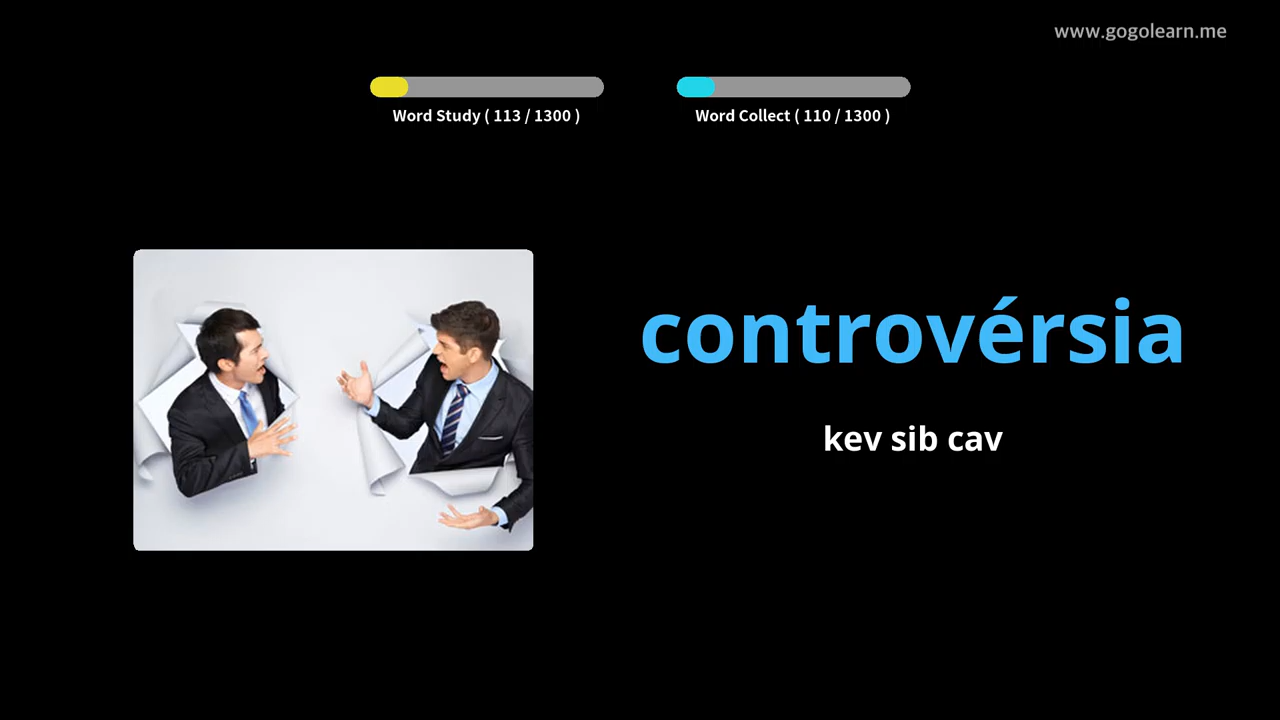 www.gogolearn.me
Word Study ( 113 / 1300 )
Word Collect ( 110 / 1300 )
controvérsia
kev sib cav